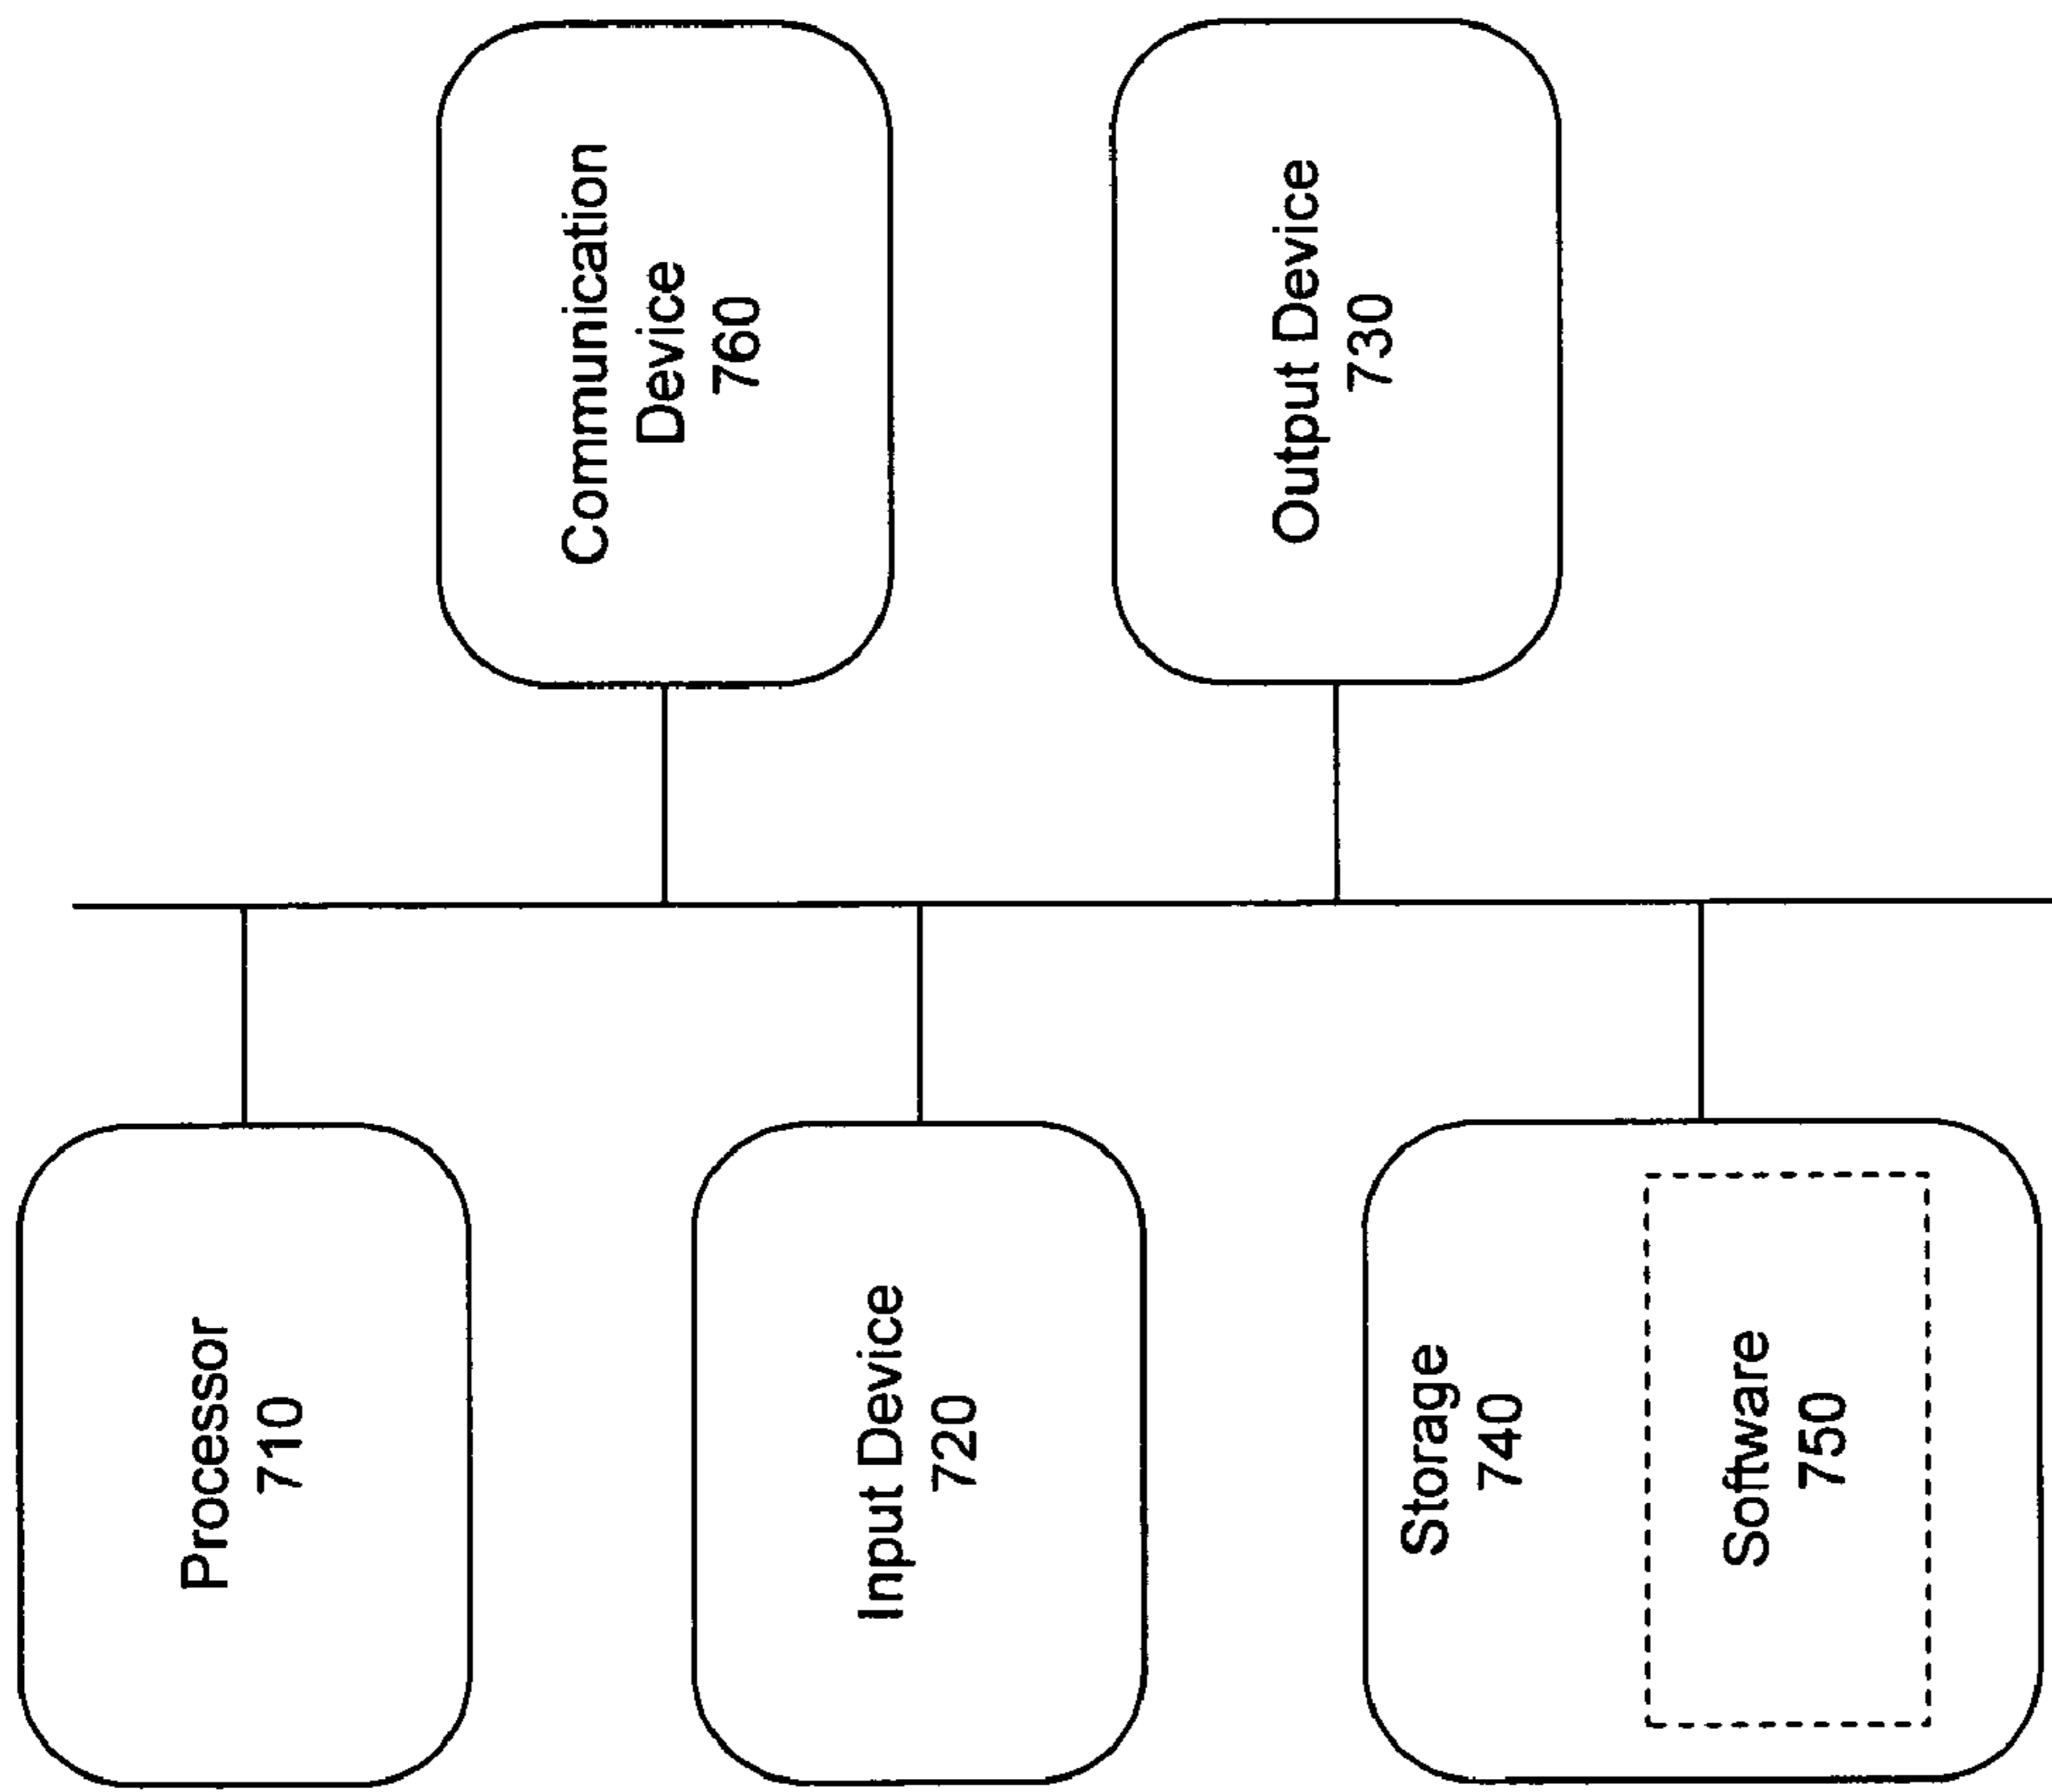 Processor
710
Communication
Device
760
Input Device
720
Output Device
730
Storage
740
Software
750